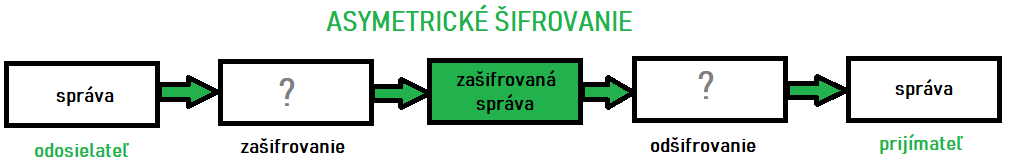 ASYMETRICKÉ ŠIFROVANIE
správa
?
zašifrovaná
správa
?
správa
odosielateľ
zašifrovanie
odšifrovanie
prijímateľ